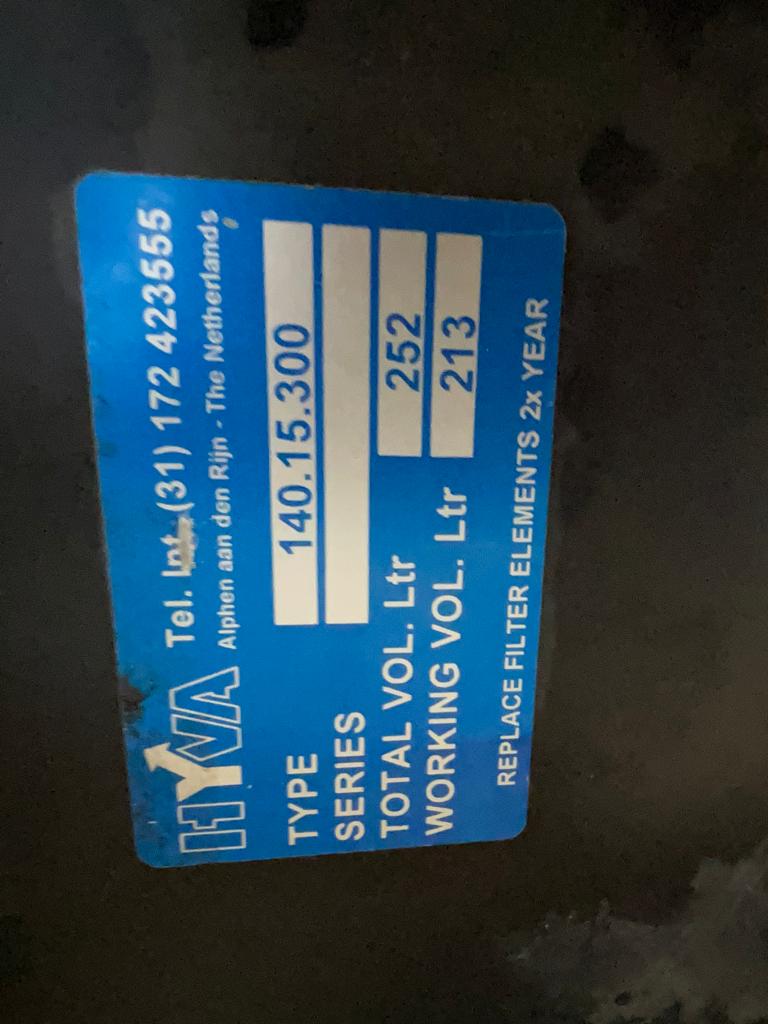 HYVA Tel. Int. (31) 172 423555
Alphen aan den Rijn - The Netherlands
TYPE 140.15.300
SERIES
TOTAL VOL. Ltr 252
WORKING VOL. Ltr 213
REPLACE FILTER ELEMENTS 2x YEAR